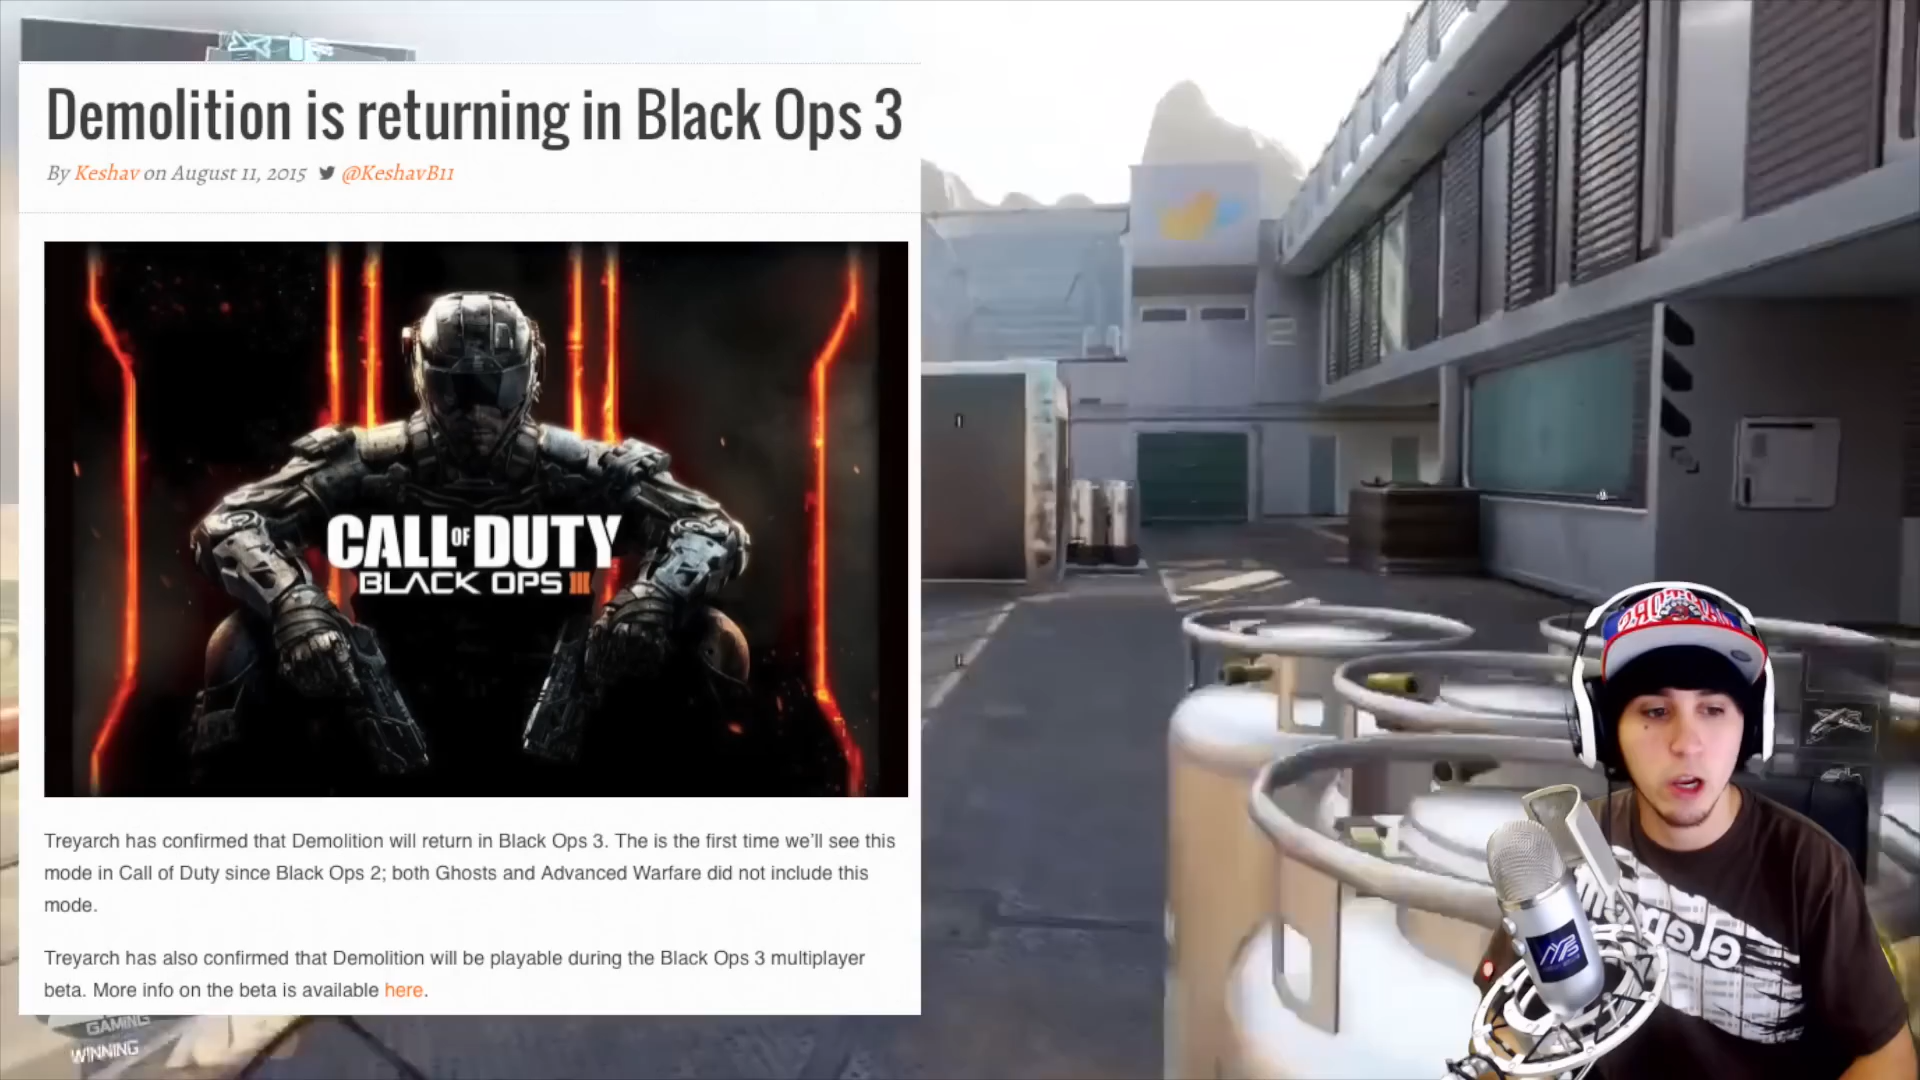 Demolition is returning in Black Ops 3
By Keshav on August 11, 2015 @KeshavB11
CALL OF DUTY
BLACK OPS III
Treyarch has confirmed that Demolition will return in Black Ops 3. The is the first time we'll see this
mode in Call of Duty since Black Ops 2; both Ghosts and Advanced Warfare did not include this
mode.
Treyarch has also confirmed that Demolition will be playable during the Black Ops 3 multiplayer
beta. More info on the beta is available here.
GAMING
WINNING
element